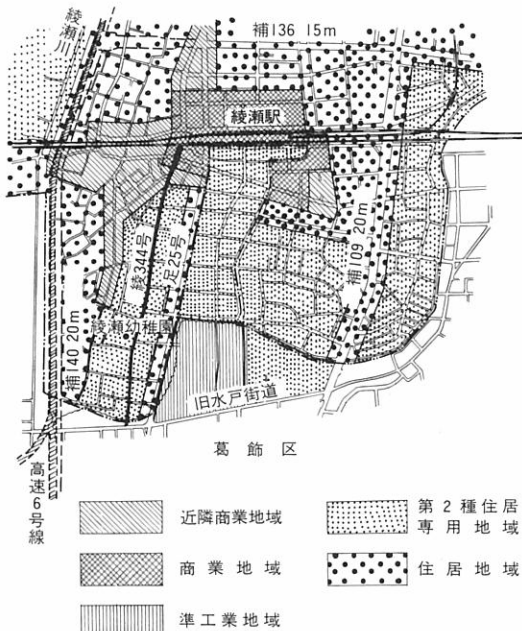 補136 15m
綾瀬川
綾瀬駅
綾344号
足25号
補109 20m
綾瀬幼稚園
補140 20m
旧水戸街道
葛飾区
高速6号線
近隣商業地域
第2種住居
専用地域
商業地域
住居地域
準工業地域